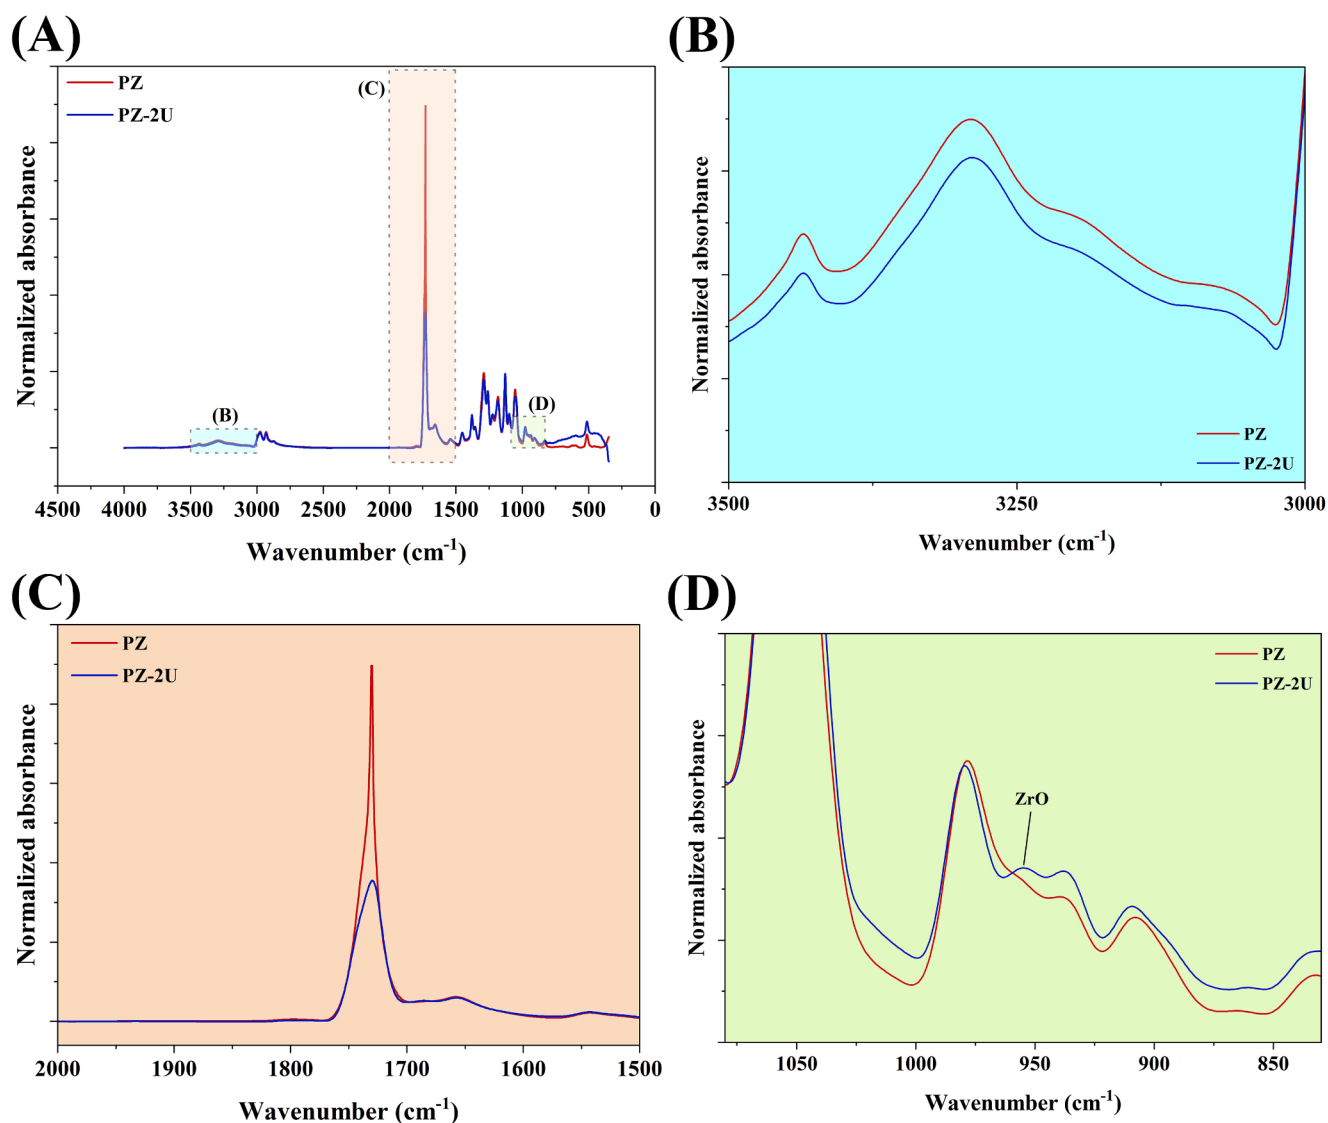 (A)
PZ
PZ-2U
(C)
(B)
(D)
Normalized absorbance
4500 4000 3500 3000 2500 2000 1500 1000 500 0
Wavenumber (cm⁻¹)
(B)
Normalized absorbance
PZ
PZ-2U
3500 3250 3000
Wavenumber (cm⁻¹)
(C)
PZ
PZ-2U
Normalized absorbance
2000 1900 1800 1700 1600 1500
Wavenumber (cm⁻¹)
(D)
PZ
PZ-2U
ZrO
Normalized absorbance
1050 1000 950 900 850
Wavenumber (cm⁻¹)